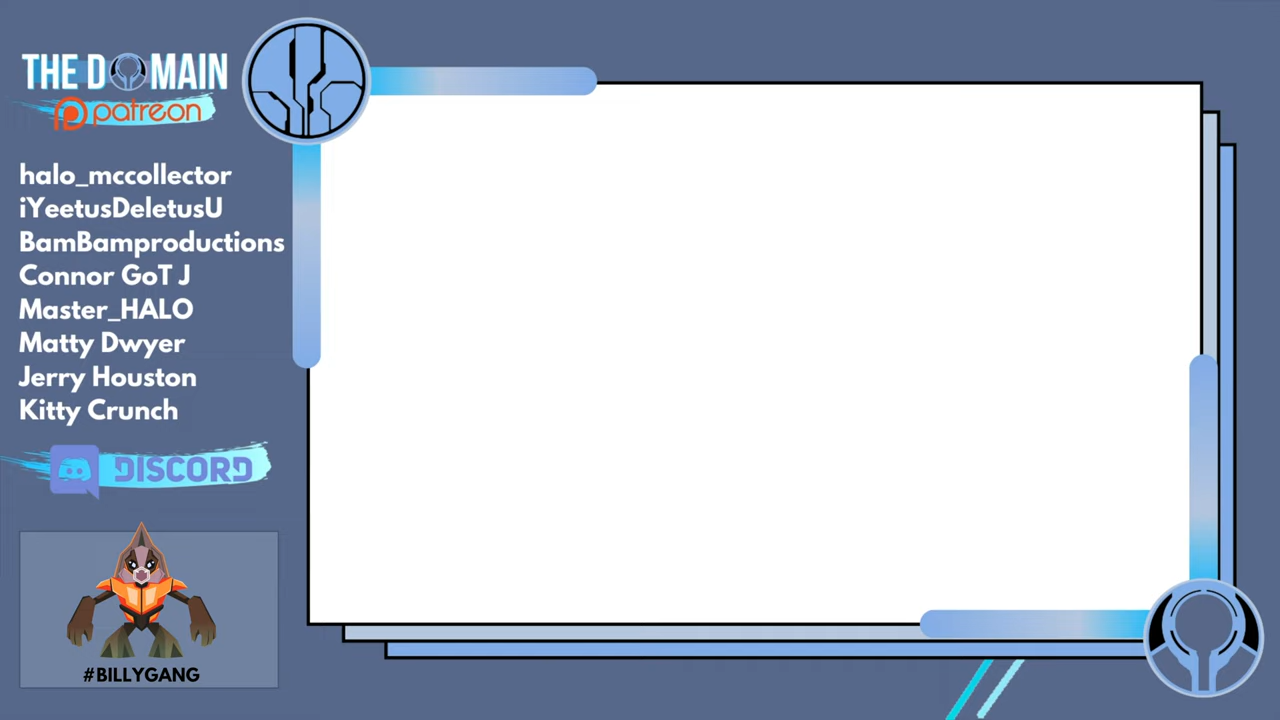 THE DOMAIN
patreon
halo_mccollector
iYeetusDeletusU
BamBamproductions
Connor GoT J
Master_HALO
Matty Dwyer
Jerry Houston
Kitty Crunch
DISCORD
#BILLYGANG